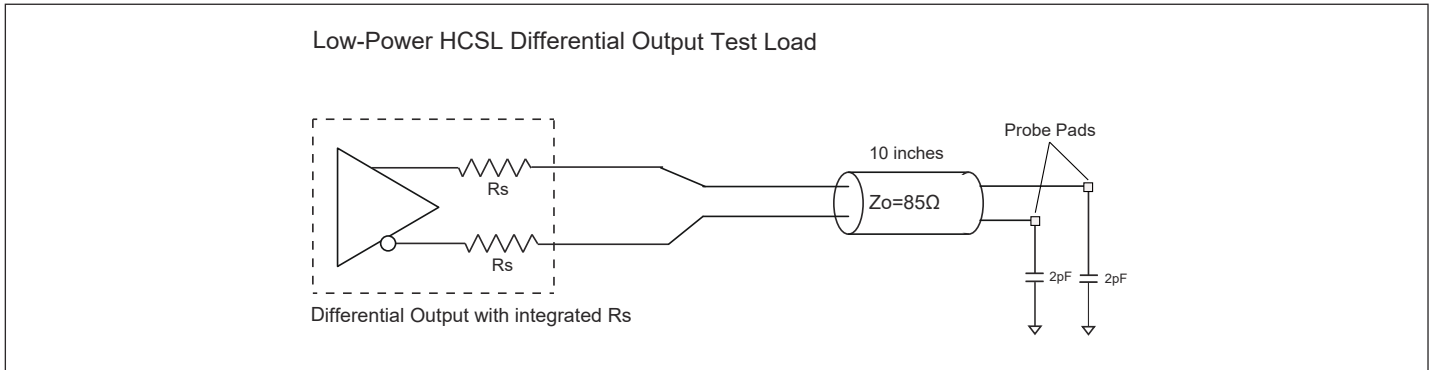 Low-Power HCSL Differential Output Test Load
Probe Pads
10 inches
Rs
Zo=85Ω
Rs
2pF
2pF
Differential Output with integrated Rs